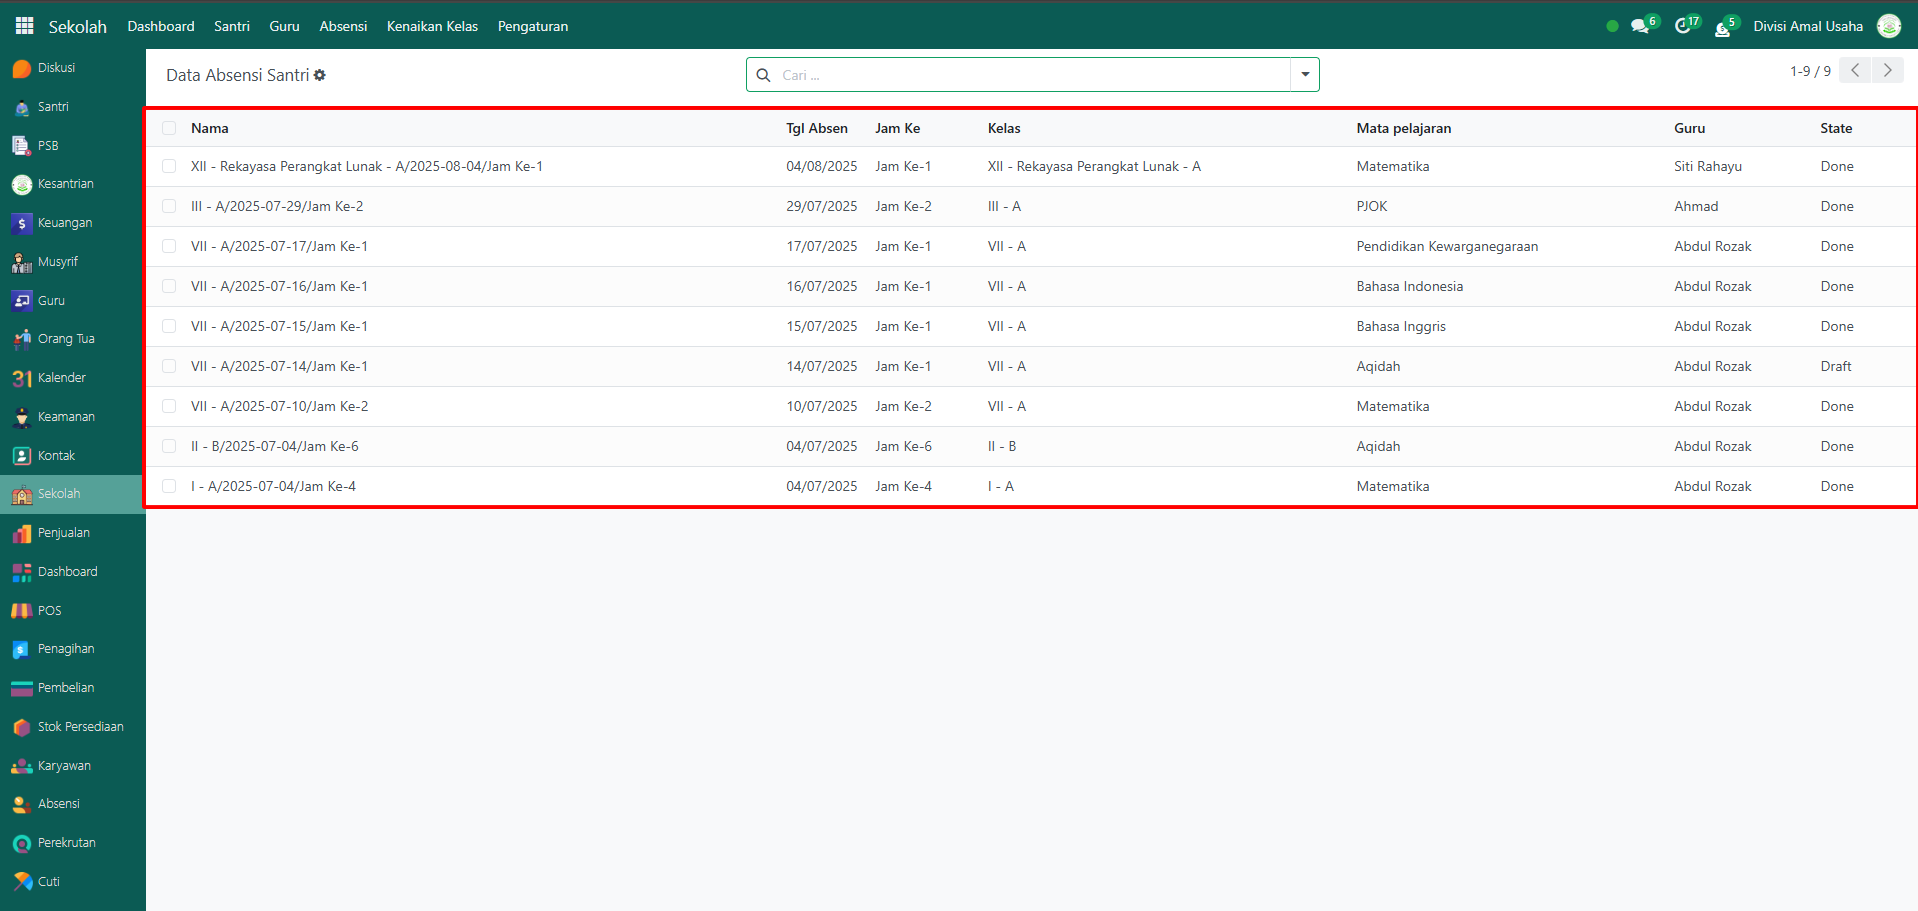 Sekolah Dashboard Santri Guru Absensi Kenaikan Kelas Pengaturan 6 17 5 Divisi Amal Usaha
Diskusi
Santri
PSB
Kesantrian
Keuangan
Musyrif
Guru
Orang Tua
31 Kalender
Keamanan
Kontak
Sekolah
Penjualan
Dashboard
POS
Penagihan
Pembelian
Stok Persediaan
Karyawan
Absensi
Perekrutan
Cuti
Data Absensi Santri Cari ... 1-9 / 9
Nama Tgl Absen Jam Ke Kelas Mata pelajaran Guru State
XII - Rekayasa Perangkat Lunak - A/2025-08-04/Jam Ke-1 04/08/2025 Jam Ke-1 XII - Rekayasa Perangkat Lunak - A Matematika Siti Rahayu Done
III - A/2025-07-29/Jam Ke-2 29/07/2025 Jam Ke-2 III - A PJOK Ahmad Done
VII - A/2025-07-17/Jam Ke-1 17/07/2025 Jam Ke-1 VII - A Pendidikan Kewarganegaraan Abdul Rozak Done
VII - A/2025-07-16/Jam Ke-1 16/07/2025 Jam Ke-1 VII - A Bahasa Indonesia Abdul Rozak Done
VII - A/2025-07-15/Jam Ke-1 15/07/2025 Jam Ke-1 VII - A Bahasa Inggris Abdul Rozak Done
VII - A/2025-07-14/Jam Ke-1 14/07/2025 Jam Ke-1 VII - A Aqidah Abdul Rozak Draft
VII - A/2025-07-10/Jam Ke-2 10/07/2025 Jam Ke-2 VII - A Matematika Abdul Rozak Done
II - B/2025-07-04/Jam Ke-6 04/07/2025 Jam Ke-6 II - B Aqidah Abdul Rozak Done
I - A/2025-07-04/Jam Ke-4 04/07/2025 Jam Ke-4 I - A Matematika Abdul Rozak Done